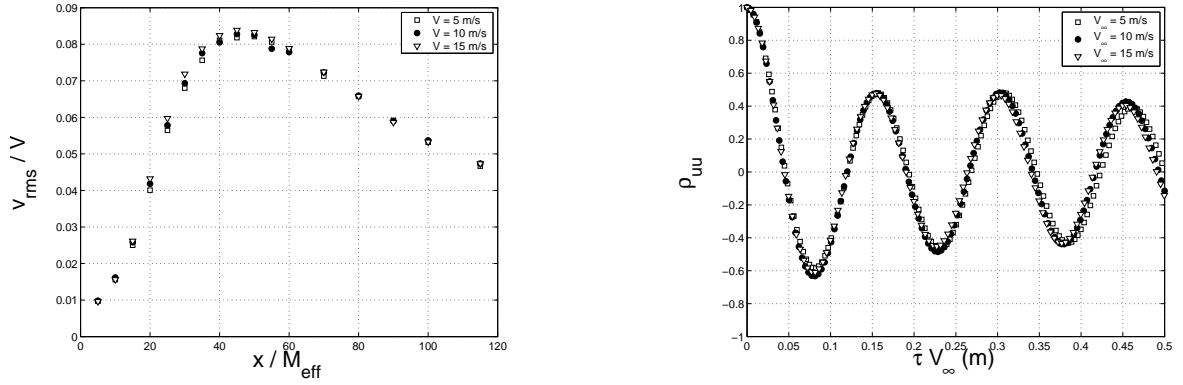 V = 5 m/s
V = 10 m/s
V = 15 m/s
0.09
0.08
0.07
0.06
0.05
0.04
0.03
0.02
0.01
0
0 20 40 60 80 100 120
v_rms / V
x / M_eff
V_∞ = 5 m/s
V_∞ = 10 m/s
V_∞ = 15 m/s
1
0.8
0.6
0.4
0.2
0
−0.2
−0.4
−0.6
−0.8
−1
0 0.05 0.1 0.15 0.2 0.25 0.3 0.35 0.4 0.45 0.5
ρ_uu
τ V_∞ (m)